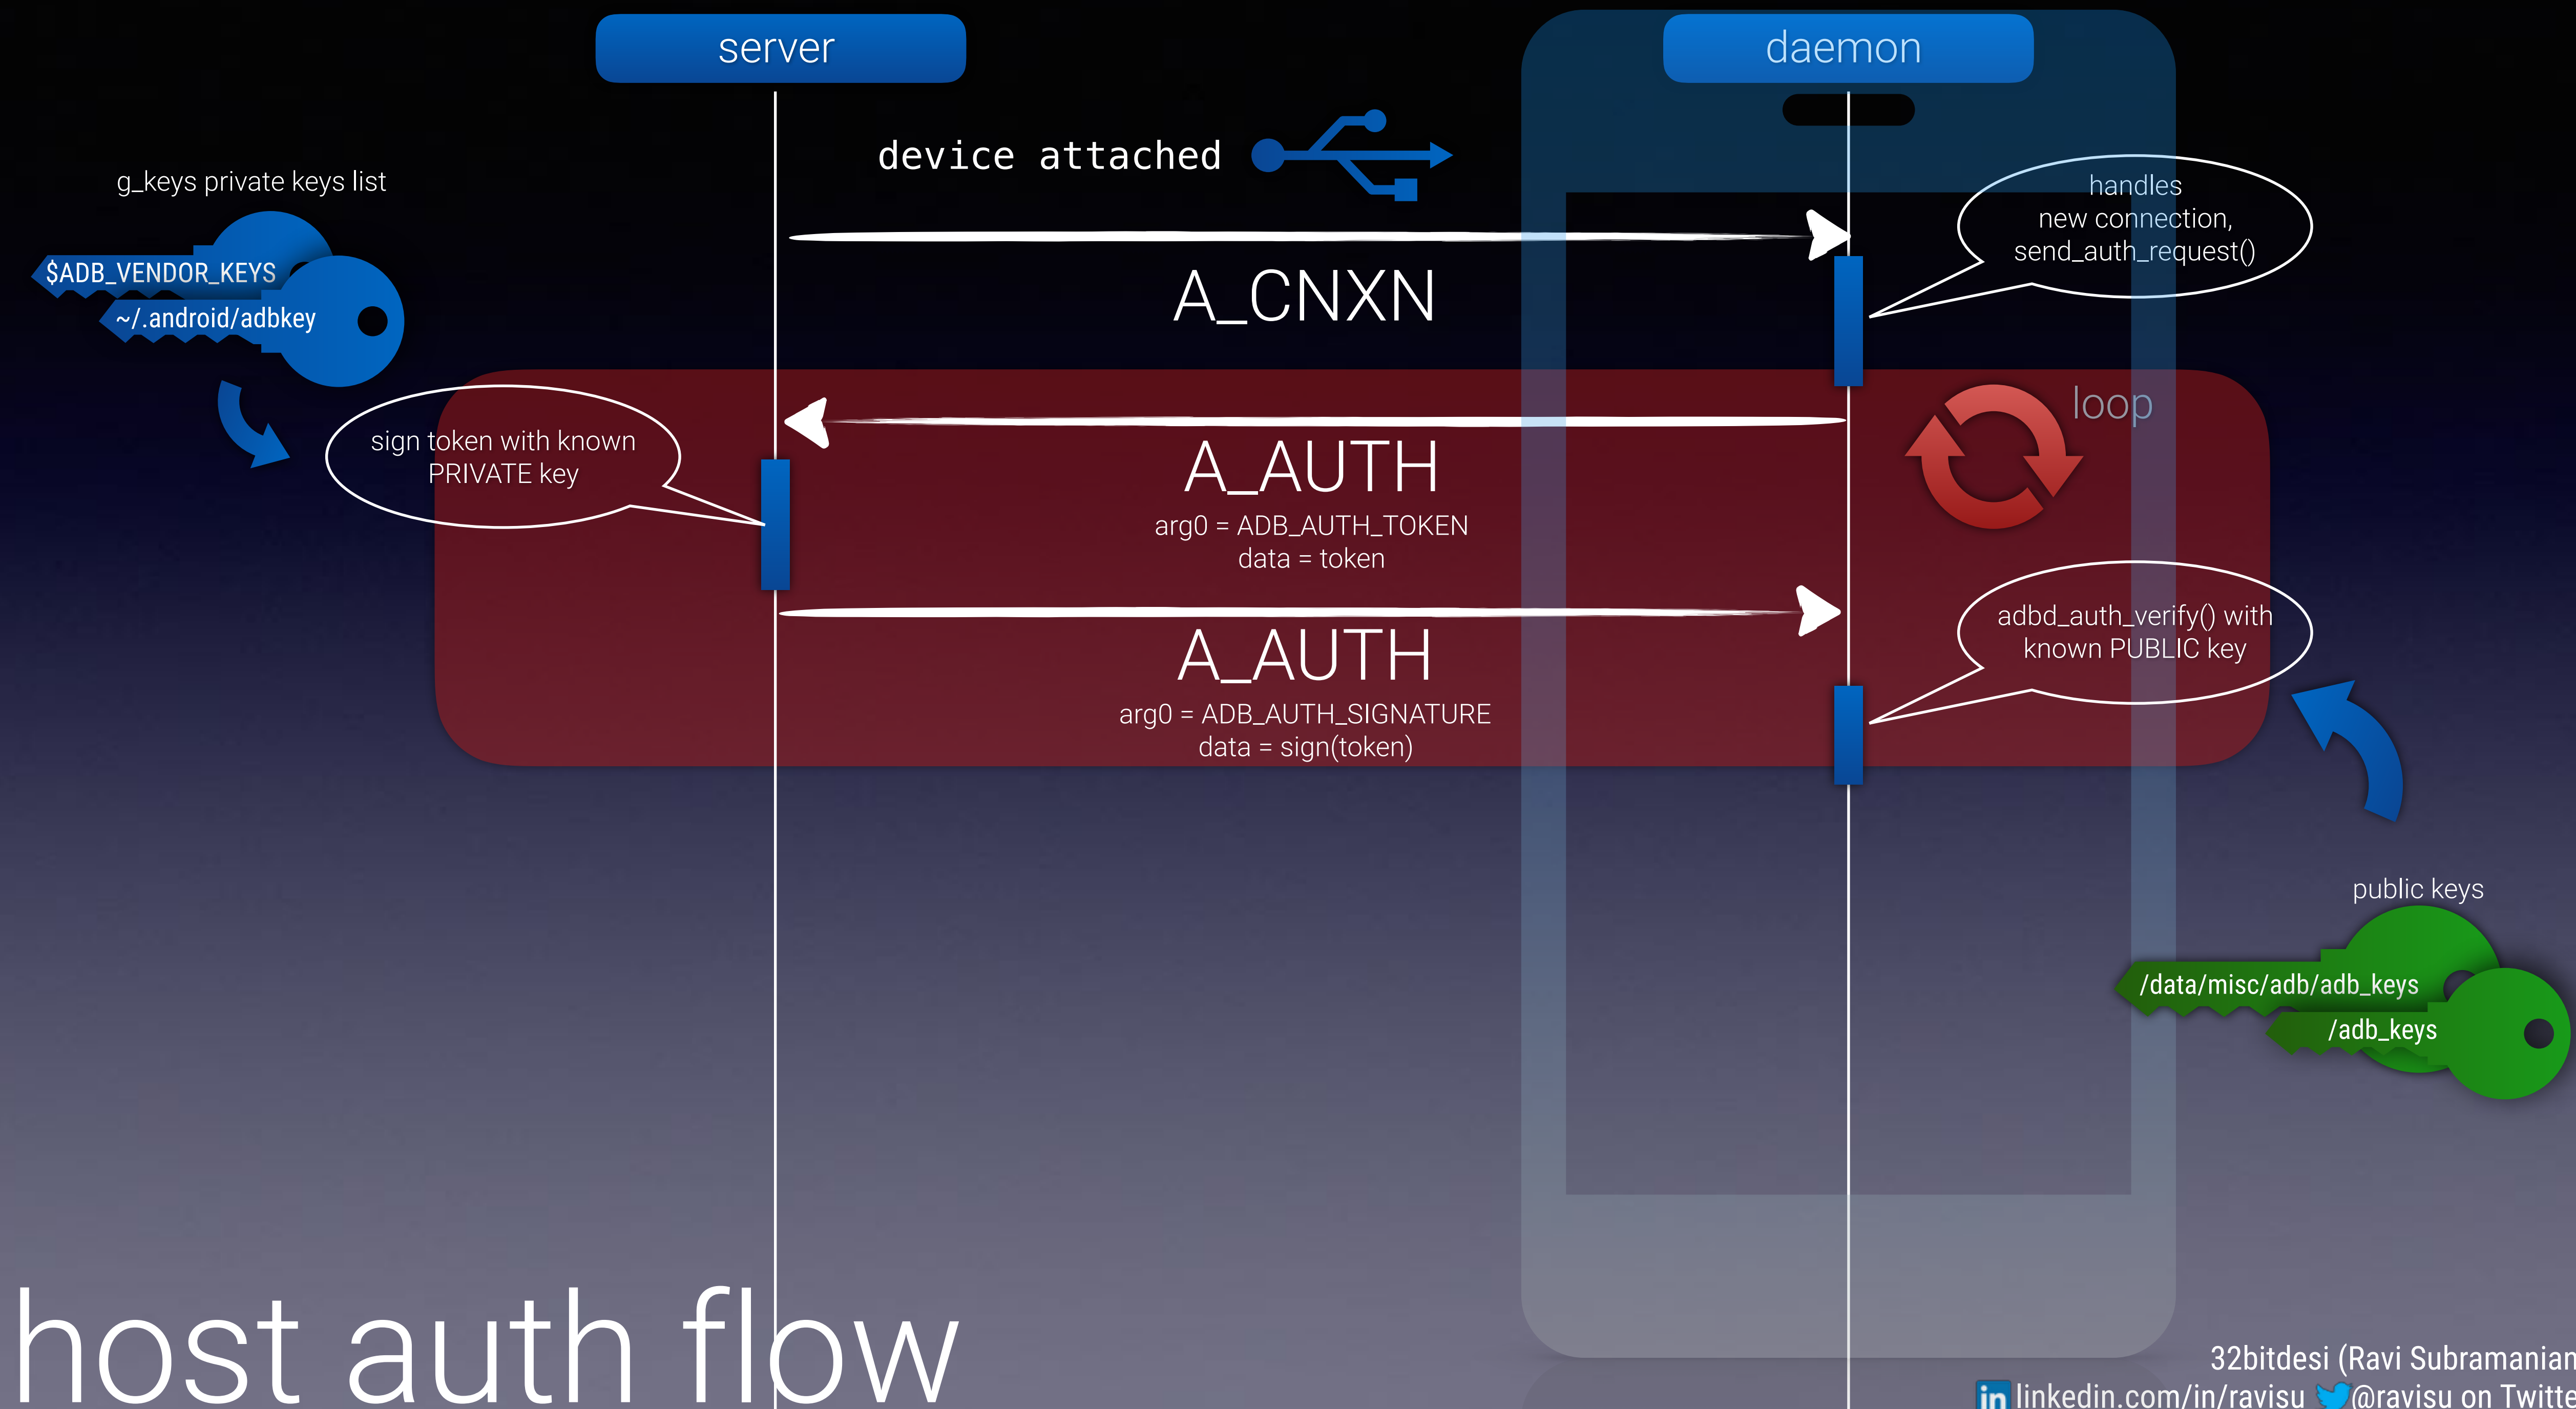 server
daemon
device attached
g_keys private keys list
$ADB_VENDOR_KEYS
~/.android/adbkey
handles
new connection,
send_auth_request()
A_CNXN
loop
sign token with known
PRIVATE key
A_AUTH
arg0 = ADB_AUTH_TOKEN
data = token
adbd_auth_verify() with
known PUBLIC key
A_AUTH
arg0 = ADB_AUTH_SIGNATURE
data = sign(token)
public keys
/data/misc/adb/adb_keys
/adb_keys
host auth flow
32bitdesi (Ravi Subramanian
in linkedin.com/in/ravisu @ravisu on Twitte